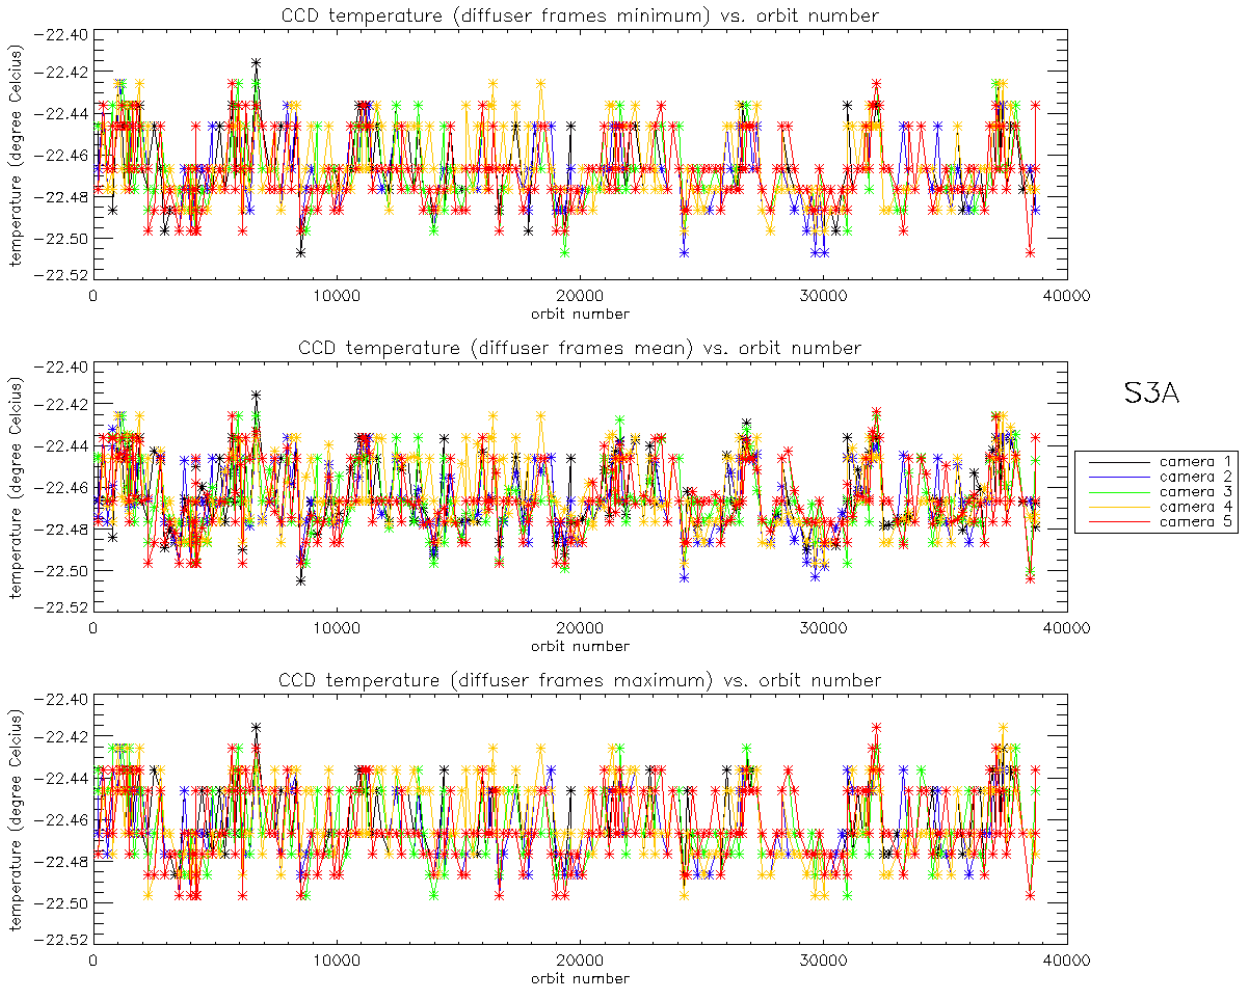 CCD temperature (diffuser frames minimum) vs. orbit number
temperature (degree Celcius)
-22.40
-22.42
-22.44
-22.46
-22.48
-22.50
-22.52
0 10000 20000 30000 40000
orbit number
CCD temperature (diffuser frames mean) vs. orbit number
temperature (degree Celcius)
-22.40
-22.42
-22.44
-22.46
-22.48
-22.50
-22.52
0 10000 20000 30000 40000
orbit number
S3A
camera 1
camera 2
camera 3
camera 4
camera 5
CCD temperature (diffuser frames maximum) vs. orbit number
temperature (degree Celcius)
-22.40
-22.42
-22.44
-22.46
-22.48
-22.50
-22.52
0 10000 20000 30000 40000
orbit number